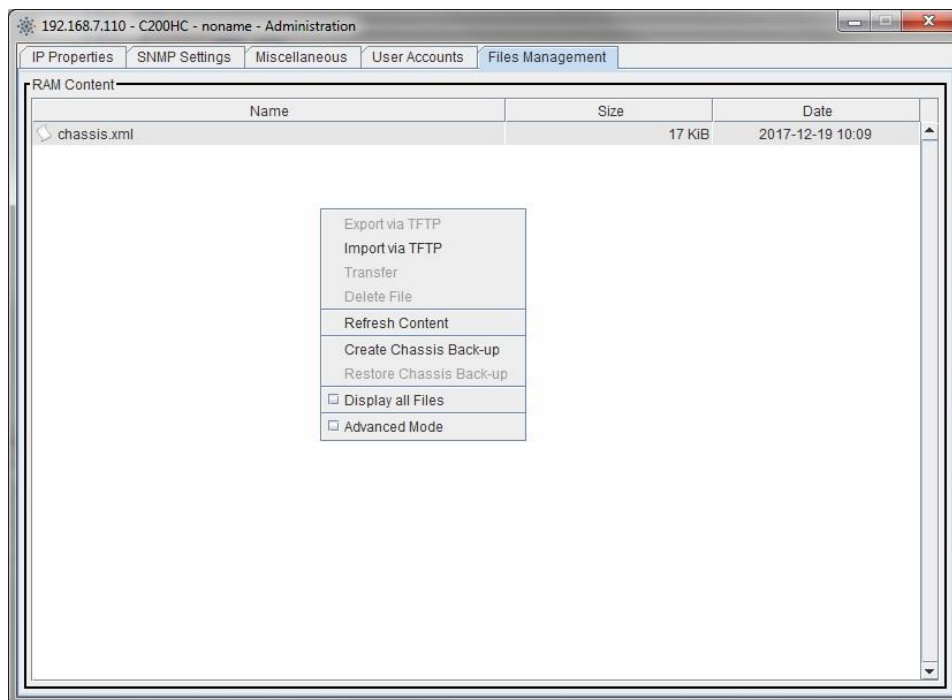 192.168.7.110 - C200HC - noname - Administration
IP Properties SNMP Settings Miscellaneous User Accounts Files Management
RAM Content
Name Size Date
chassis.xml 17 KiB 2017-12-19 10:09
Export via TFTP
Import via TFTP
Transfer
Delete File
Refresh Content
Create Chassis Back-up
Restore Chassis Back-up
Display all Files
Advanced Mode